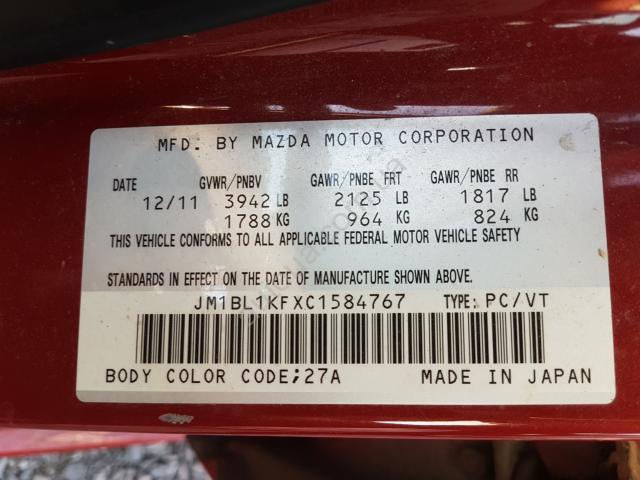 MFD. BY MAZDA MOTOR CORPORATION
DATE GVWR/PNBV GAWR/PNBE FRT GAWR/PNBE RR
12/11 3942 LB 2125 LB 1817 LB
1788 KG 964 KG 824 KG
THIS VEHICLE CONFORMS TO ALL APPLICABLE FEDERAL MOTOR VEHICLE SAFETY
STANDARDS IN EFFECT ON THE DATE OF MANUFACTURE SHOWN ABOVE.
JM1BL1KFXC1584767 TYPE: PC/VT
BODY COLOR CODE;27A MADE IN JAPAN